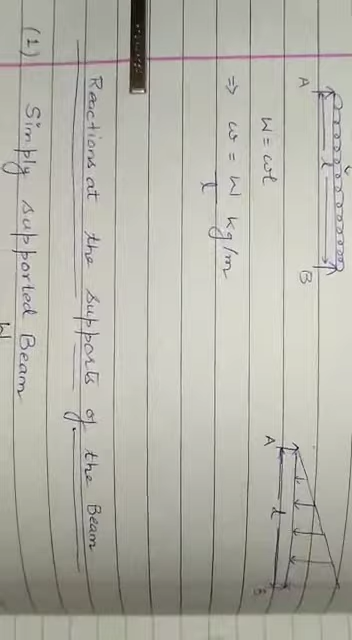 A l B
A l B
W = wl
⇒ w = W/l kg/m
Reactions at the supports of the Beam
(1) Simply supported Beam
W